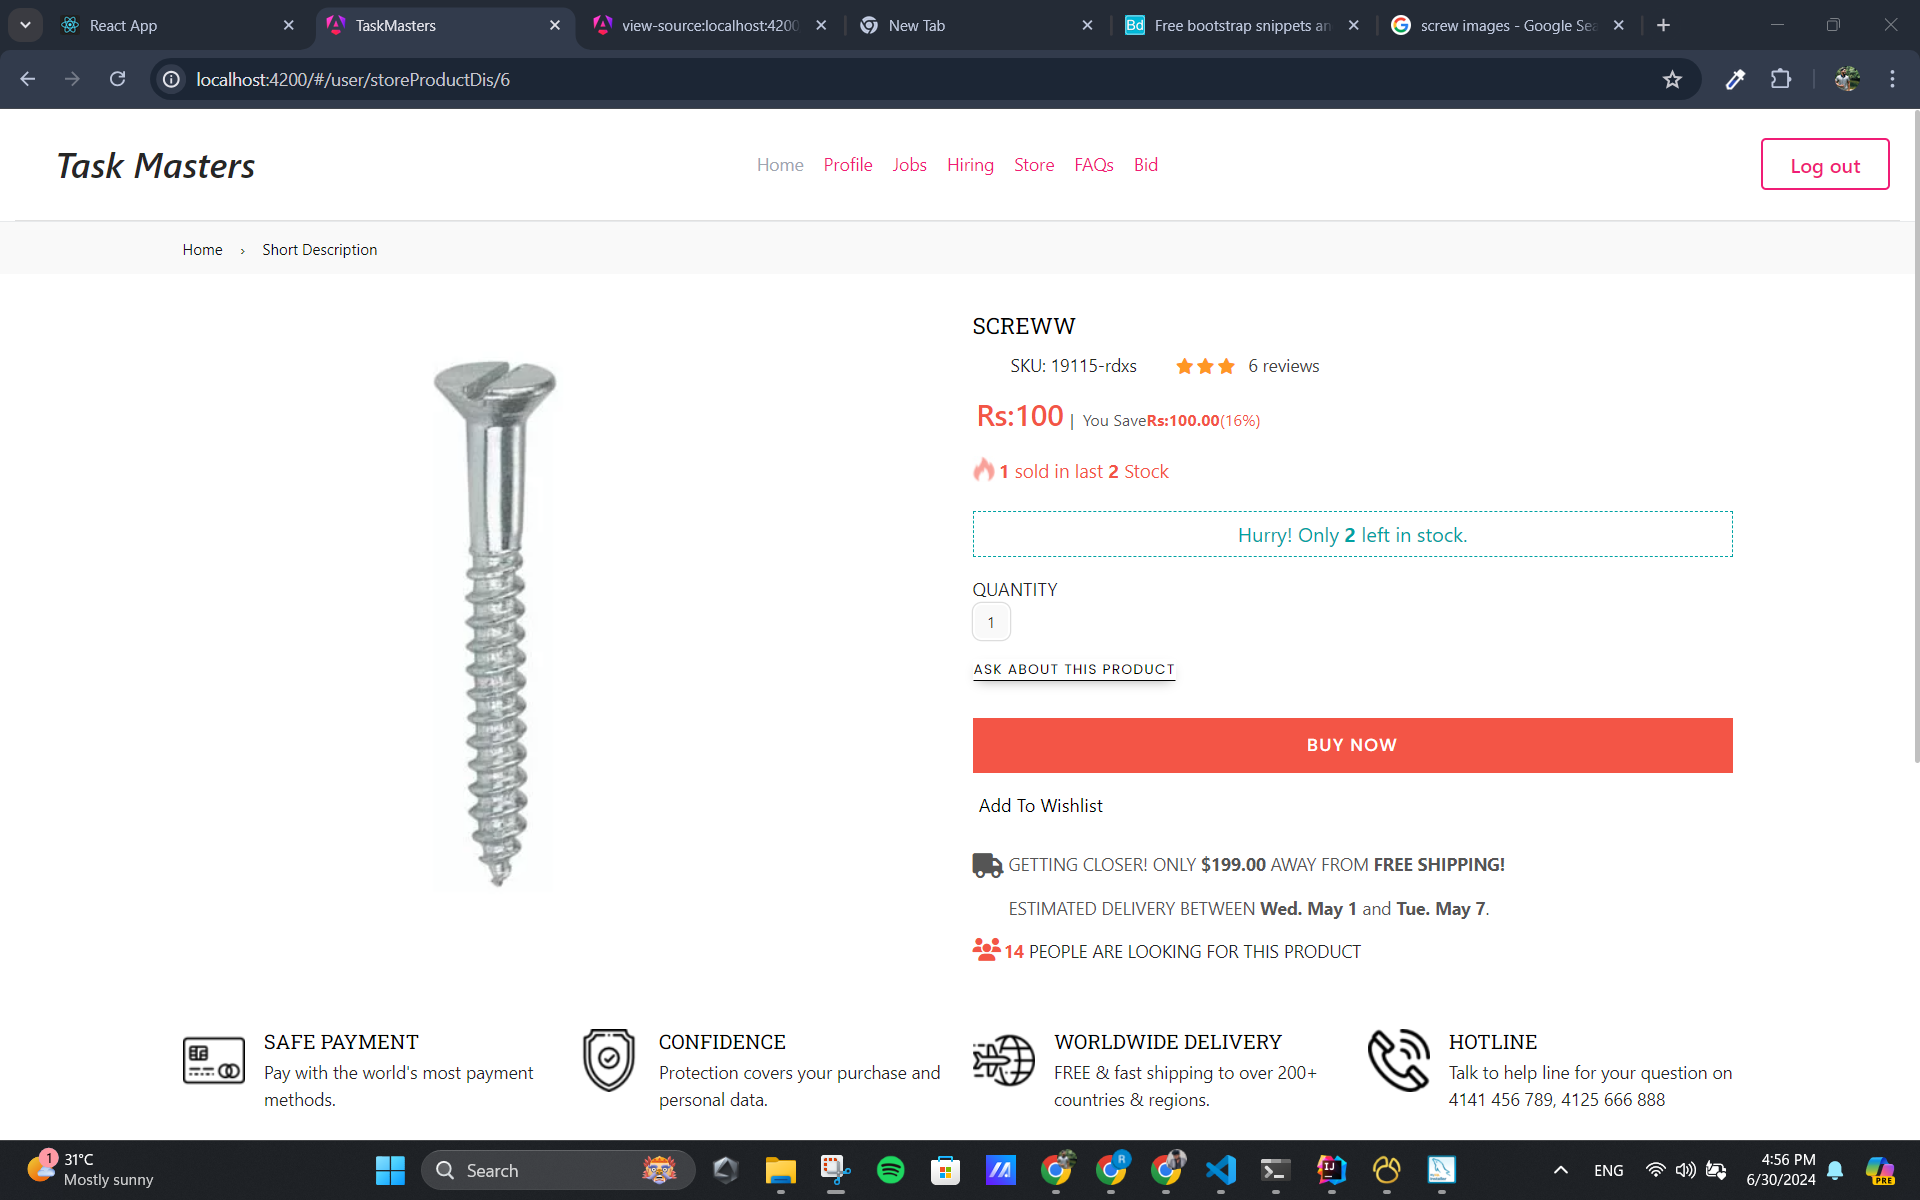 React App
TaskMasters
view-source:localhost:4200
New Tab
Free bootstrap snippets an
screw images - Google Sea
localhost:4200/#/user/storeProductDis/6
Task Masters
Home Profile Jobs Hiring Store FAQs Bid
Log out
Home › Short Description
SCREWW
SKU: 19115-rdxs 6 reviews
Rs:100 | You SaveRs:100.00(16%)
1 sold in last 2 Stock
Hurry! Only 2 left in stock.
QUANTITY
1
ASK ABOUT THIS PRODUCT
BUY NOW
Add To Wishlist
GETTING CLOSER! ONLY $199.00 AWAY FROM FREE SHIPPING!
ESTIMATED DELIVERY BETWEEN Wed. May 1 and Tue. May 7.
14 PEOPLE ARE LOOKING FOR THIS PRODUCT
SAFE PAYMENT
Pay with the world's most payment
methods.
CONFIDENCE
Protection covers your purchase and
personal data.
WORLDWIDE DELIVERY
FREE & fast shipping to over 200+
countries & regions.
HOTLINE
Talk to help line for your question on
4141 456 789, 4125 666 888
1
31°C
Mostly sunny
Search
R
IJ
ENG
4:56 PM
6/30/2024
PRE
Bd